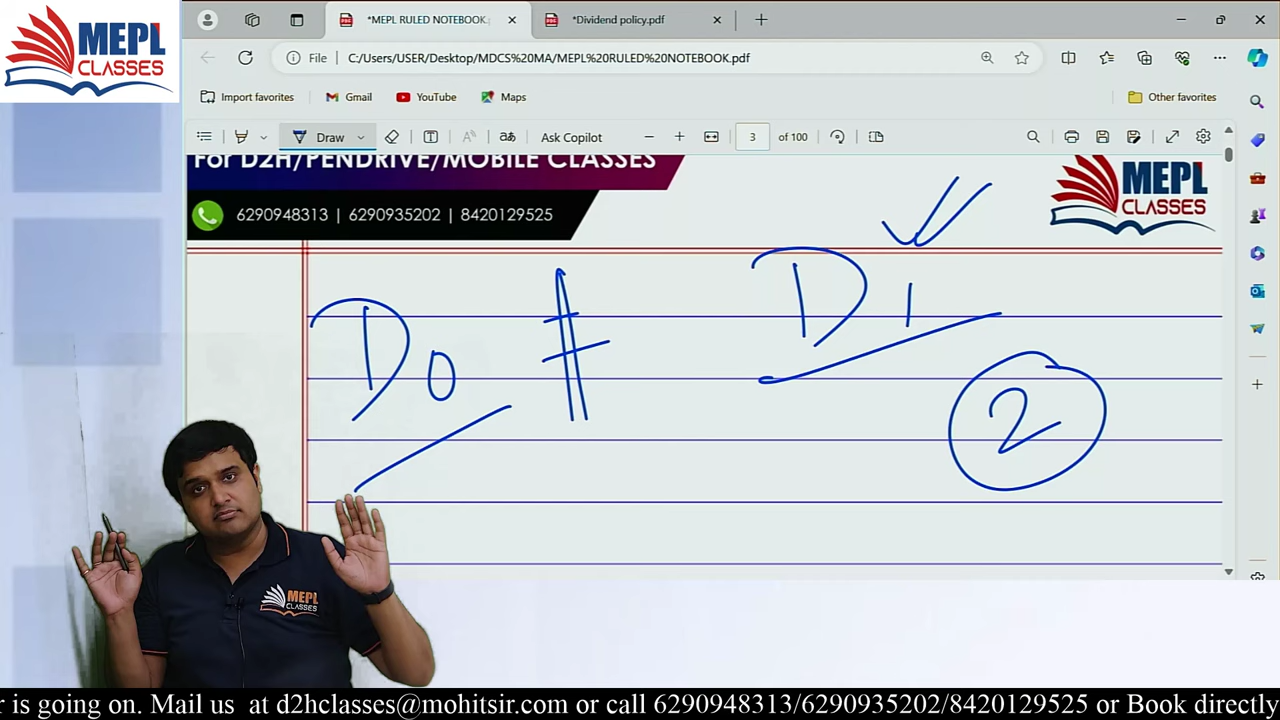 MEPL
CLASSES
*MEPL RULED NOTEBOOK.
*Dividend policy.pdf
File
C:/Users/USER/Desktop/MDCS%20MA/MEPL%20RULED%20NOTEBOOK.pdf
Import favorites
Gmail
YouTube
Maps
Other favorites
Draw
aあ
Ask Copilot
3 of 100
For D2H/PENDRIVE/MOBILE CLASSES
6290948313 | 6290935202 | 8420129525
MEPL
CLASSES
D0 ≠ D1
2
MEPL
CLASSES
r is going on. Mail us at d2hclasses@mohitsir.com or call 6290948313/6290935202/8420129525 or Book directly